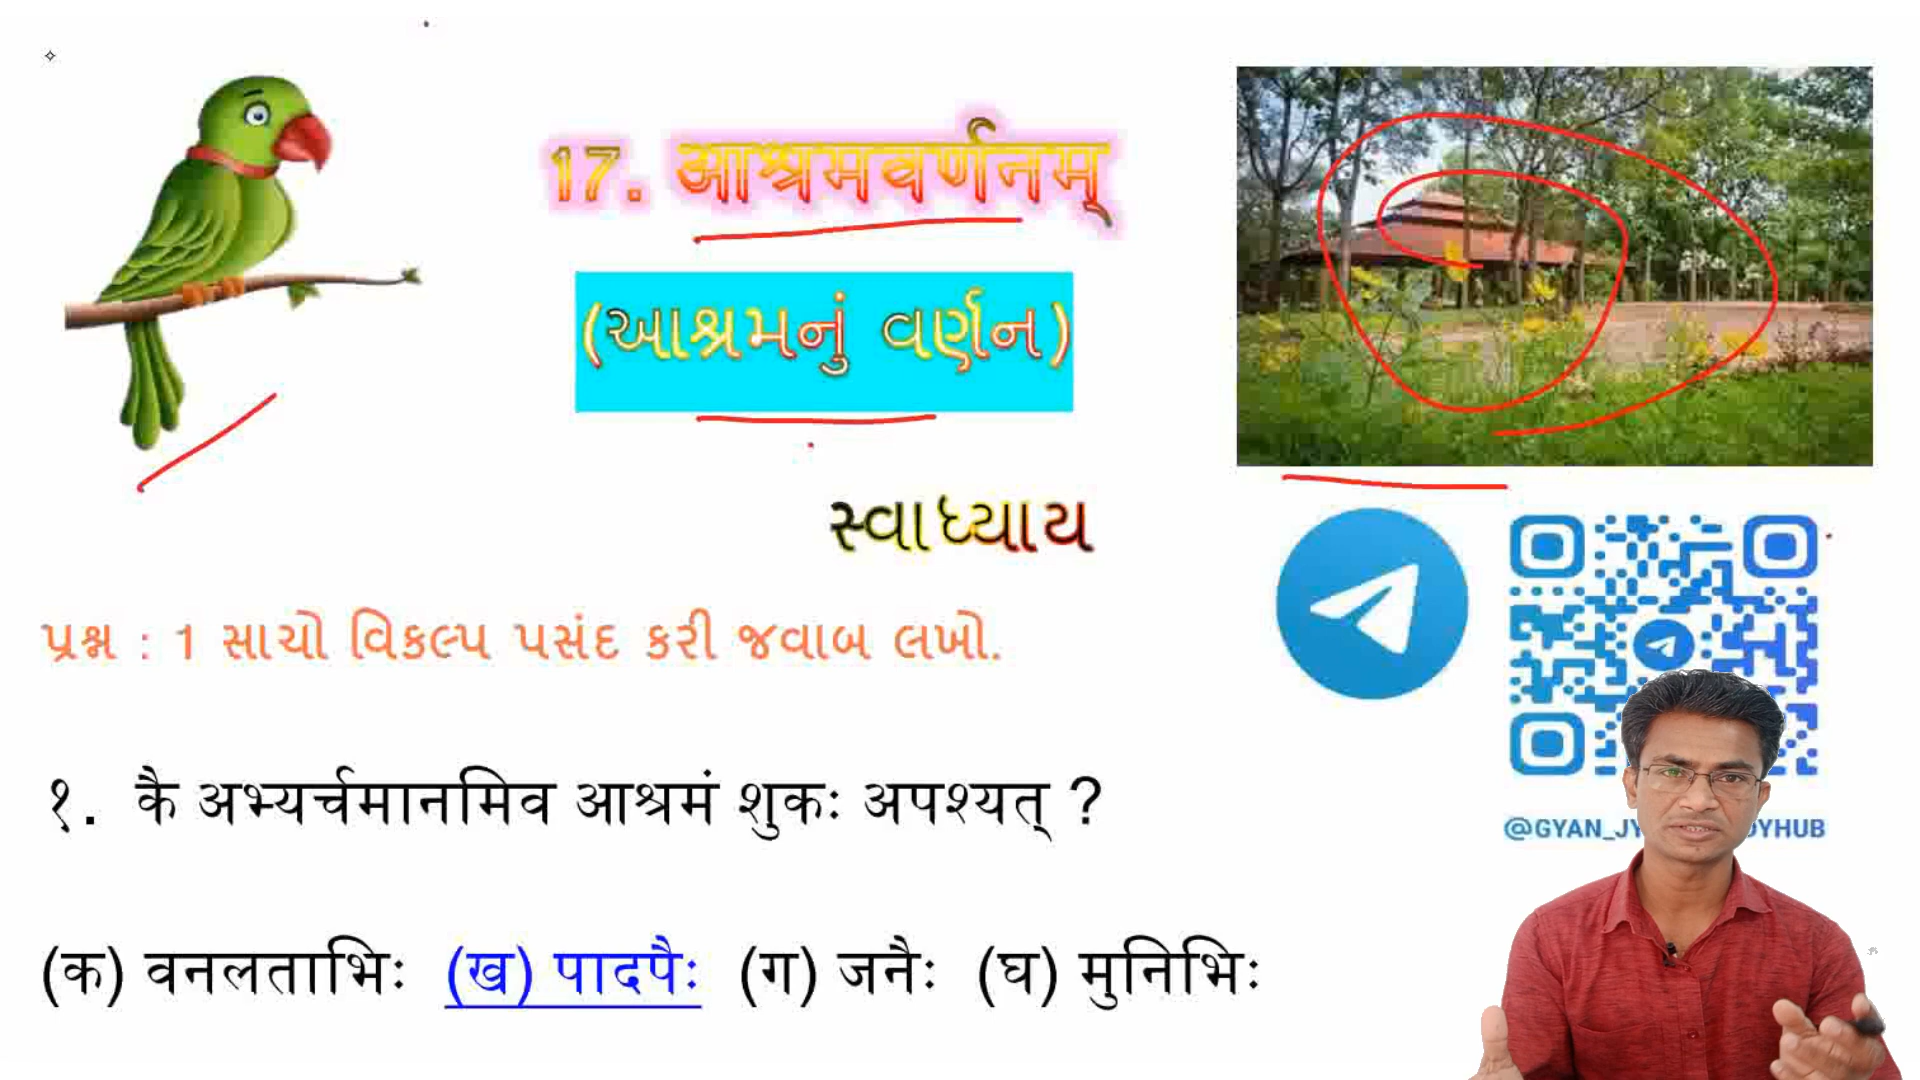 17. आश्रमवर्णनम्
(આશ્રમનું વર્ણન)
સ્વાધ્યાય
પ્રશ્ન : 1 સાચો વિકલ્પ પસંદ કરી જવાબ લખો.
१. कै अभ्यर्चमानमिव आश्रमं शुकः अपश्यत् ?
(क) वनलताभिः (ख) पादपैः (ग) जनैः (घ) मुनिभिः